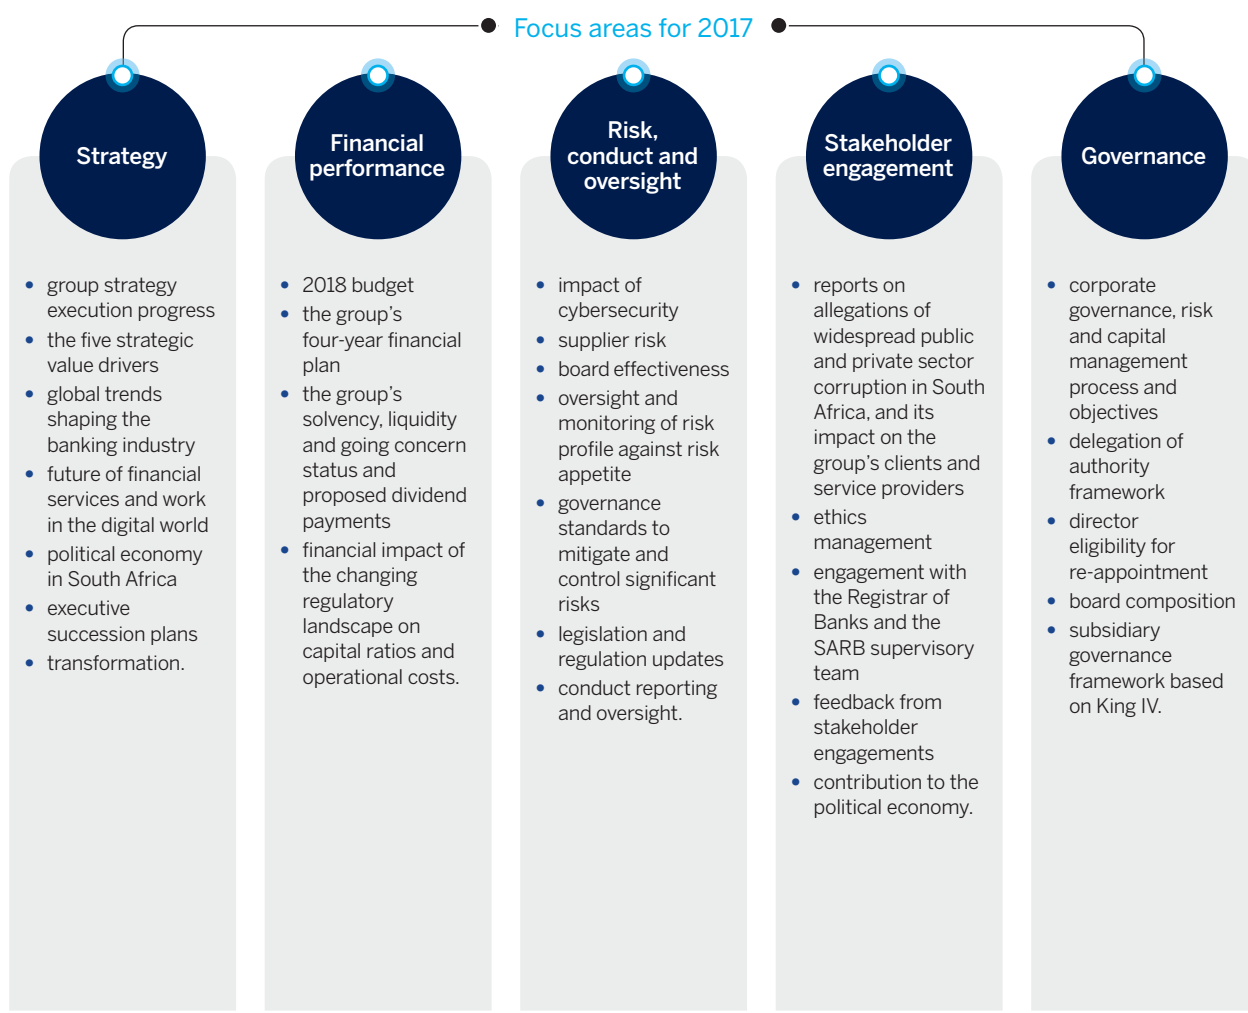 Focus areas for 2017
Strategy
• group strategy
execution progress
• the five strategic
value drivers
• global trends
shaping the
banking industry
• future of financial
services and work
in the digital world
• political economy
in South Africa
• executive
succession plans
• transformation.
Financial
performance
• 2018 budget
• the group's
four-year financial
plan
• the group's
solvency, liquidity
and going concern
status and
proposed dividend
payments
• financial impact of
the changing
regulatory
landscape on
capital ratios and
operational costs.
Risk,
conduct and
oversight
• impact of
cybersecurity
• supplier risk
• board effectiveness
• oversight and
monitoring of risk
profile against risk
appetite
• governance
standards to
mitigate and
control significant
risks
• legislation and
regulation updates
• conduct reporting
and oversight.
Stakeholder
engagement
• reports on
allegations of
widespread public
and private sector
corruption in South
Africa, and its
impact on the
group's clients and
service providers
• ethics
management
• engagement with
the Registrar of
Banks and the
SARB supervisory
team
• feedback from
stakeholder
engagements
• contribution to the
political economy.
Governance
• corporate
governance, risk
and capital
management
process and
objectives
• delegation of
authority
framework
• director
eligibility for
re-appointment
• board composition
• subsidiary
governance
framework based
on King IV.